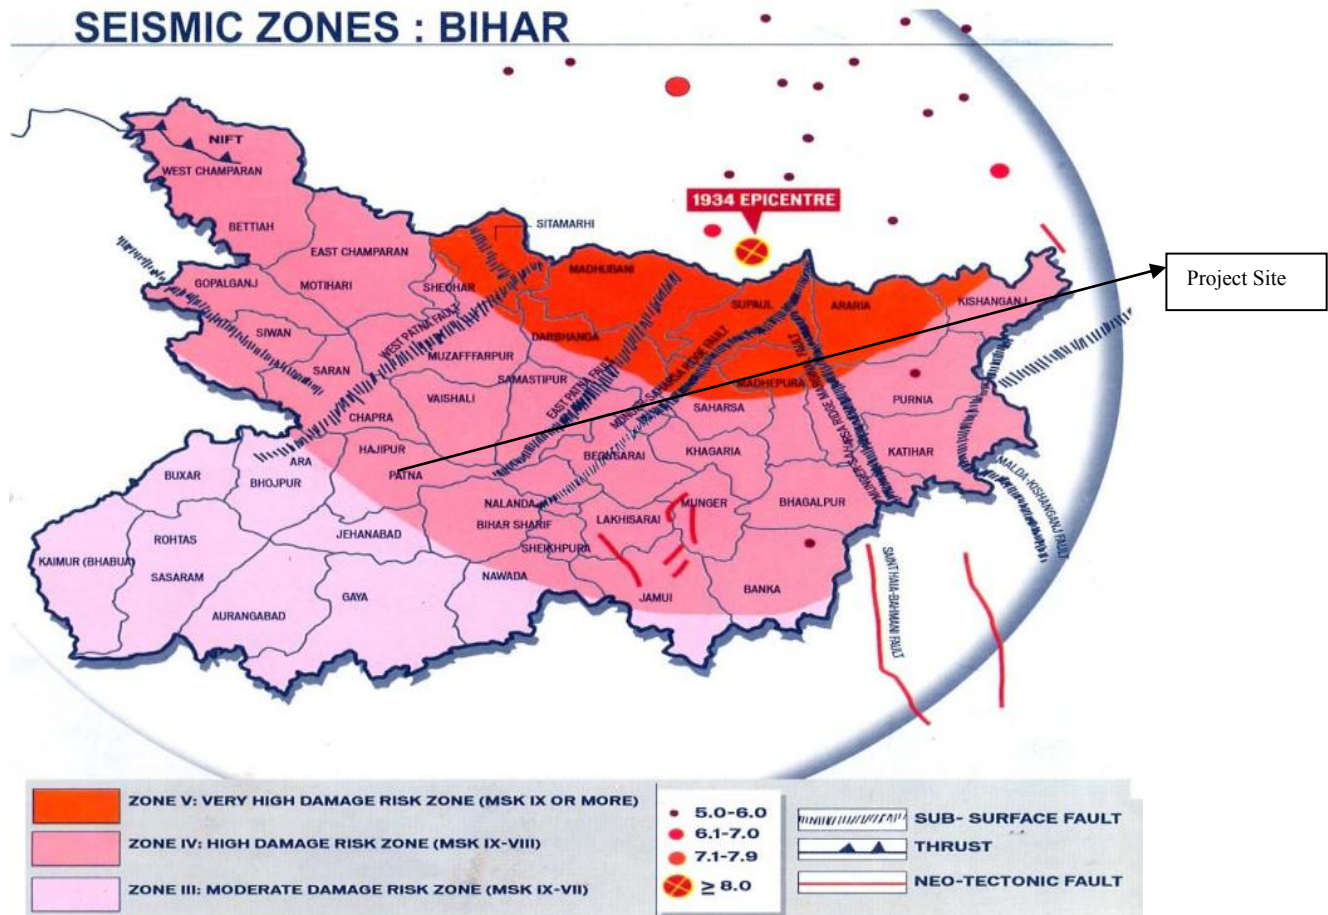 SEISMIC ZONES : BIHAR
NIFT
WEST CHAMPARAN
BETTIAH
1934 EPICENTRE
SITAMARHI
EAST CHAMPARAN
MADHUBANI
Project Site
GOPALGANJ
MOTIHARI
SHEOHAR
SUPAUL
ARARIA
KISHANGANJ
SIWAN
WEST PATNA FAULT
DARBHANGA
MUZAFFFARPUR
SARAN
SAMASTIPUR
EAST PATNA FAULT
MADHEPURA
VAISHALI
SAHARSA
PURNIA
CHAPRA
HAJIPUR
BEGUSARAI
KHAGARIA
KATIHAR
ARA
PATNA
MALDA-KISHANGANJ FAULT
BUXAR
BHOJPUR
NALANDA
MUNGER
BHAGALPUR
LAKHISARAI
BIHAR SHARIF
JEHANABAD
ROHTAS
SHEIKHPURA
KAIMUR (BHABUA)
SASARAM
NAWADA
GAYA
JAMUI
BANKA
AURANGABAD
ZONE V: VERY HIGH DAMAGE RISK ZONE (MSK IX OR MORE)
ZONE IV: HIGH DAMAGE RISK ZONE (MSK IX-VIII)
ZONE III: MODERATE DAMAGE RISK ZONE (MSK IX-VII)
5.0-6.0
6.1-7.0
7.1-7.9
≥ 8.0
SUB- SURFACE FAULT
THRUST
NEO-TECTONIC FAULT